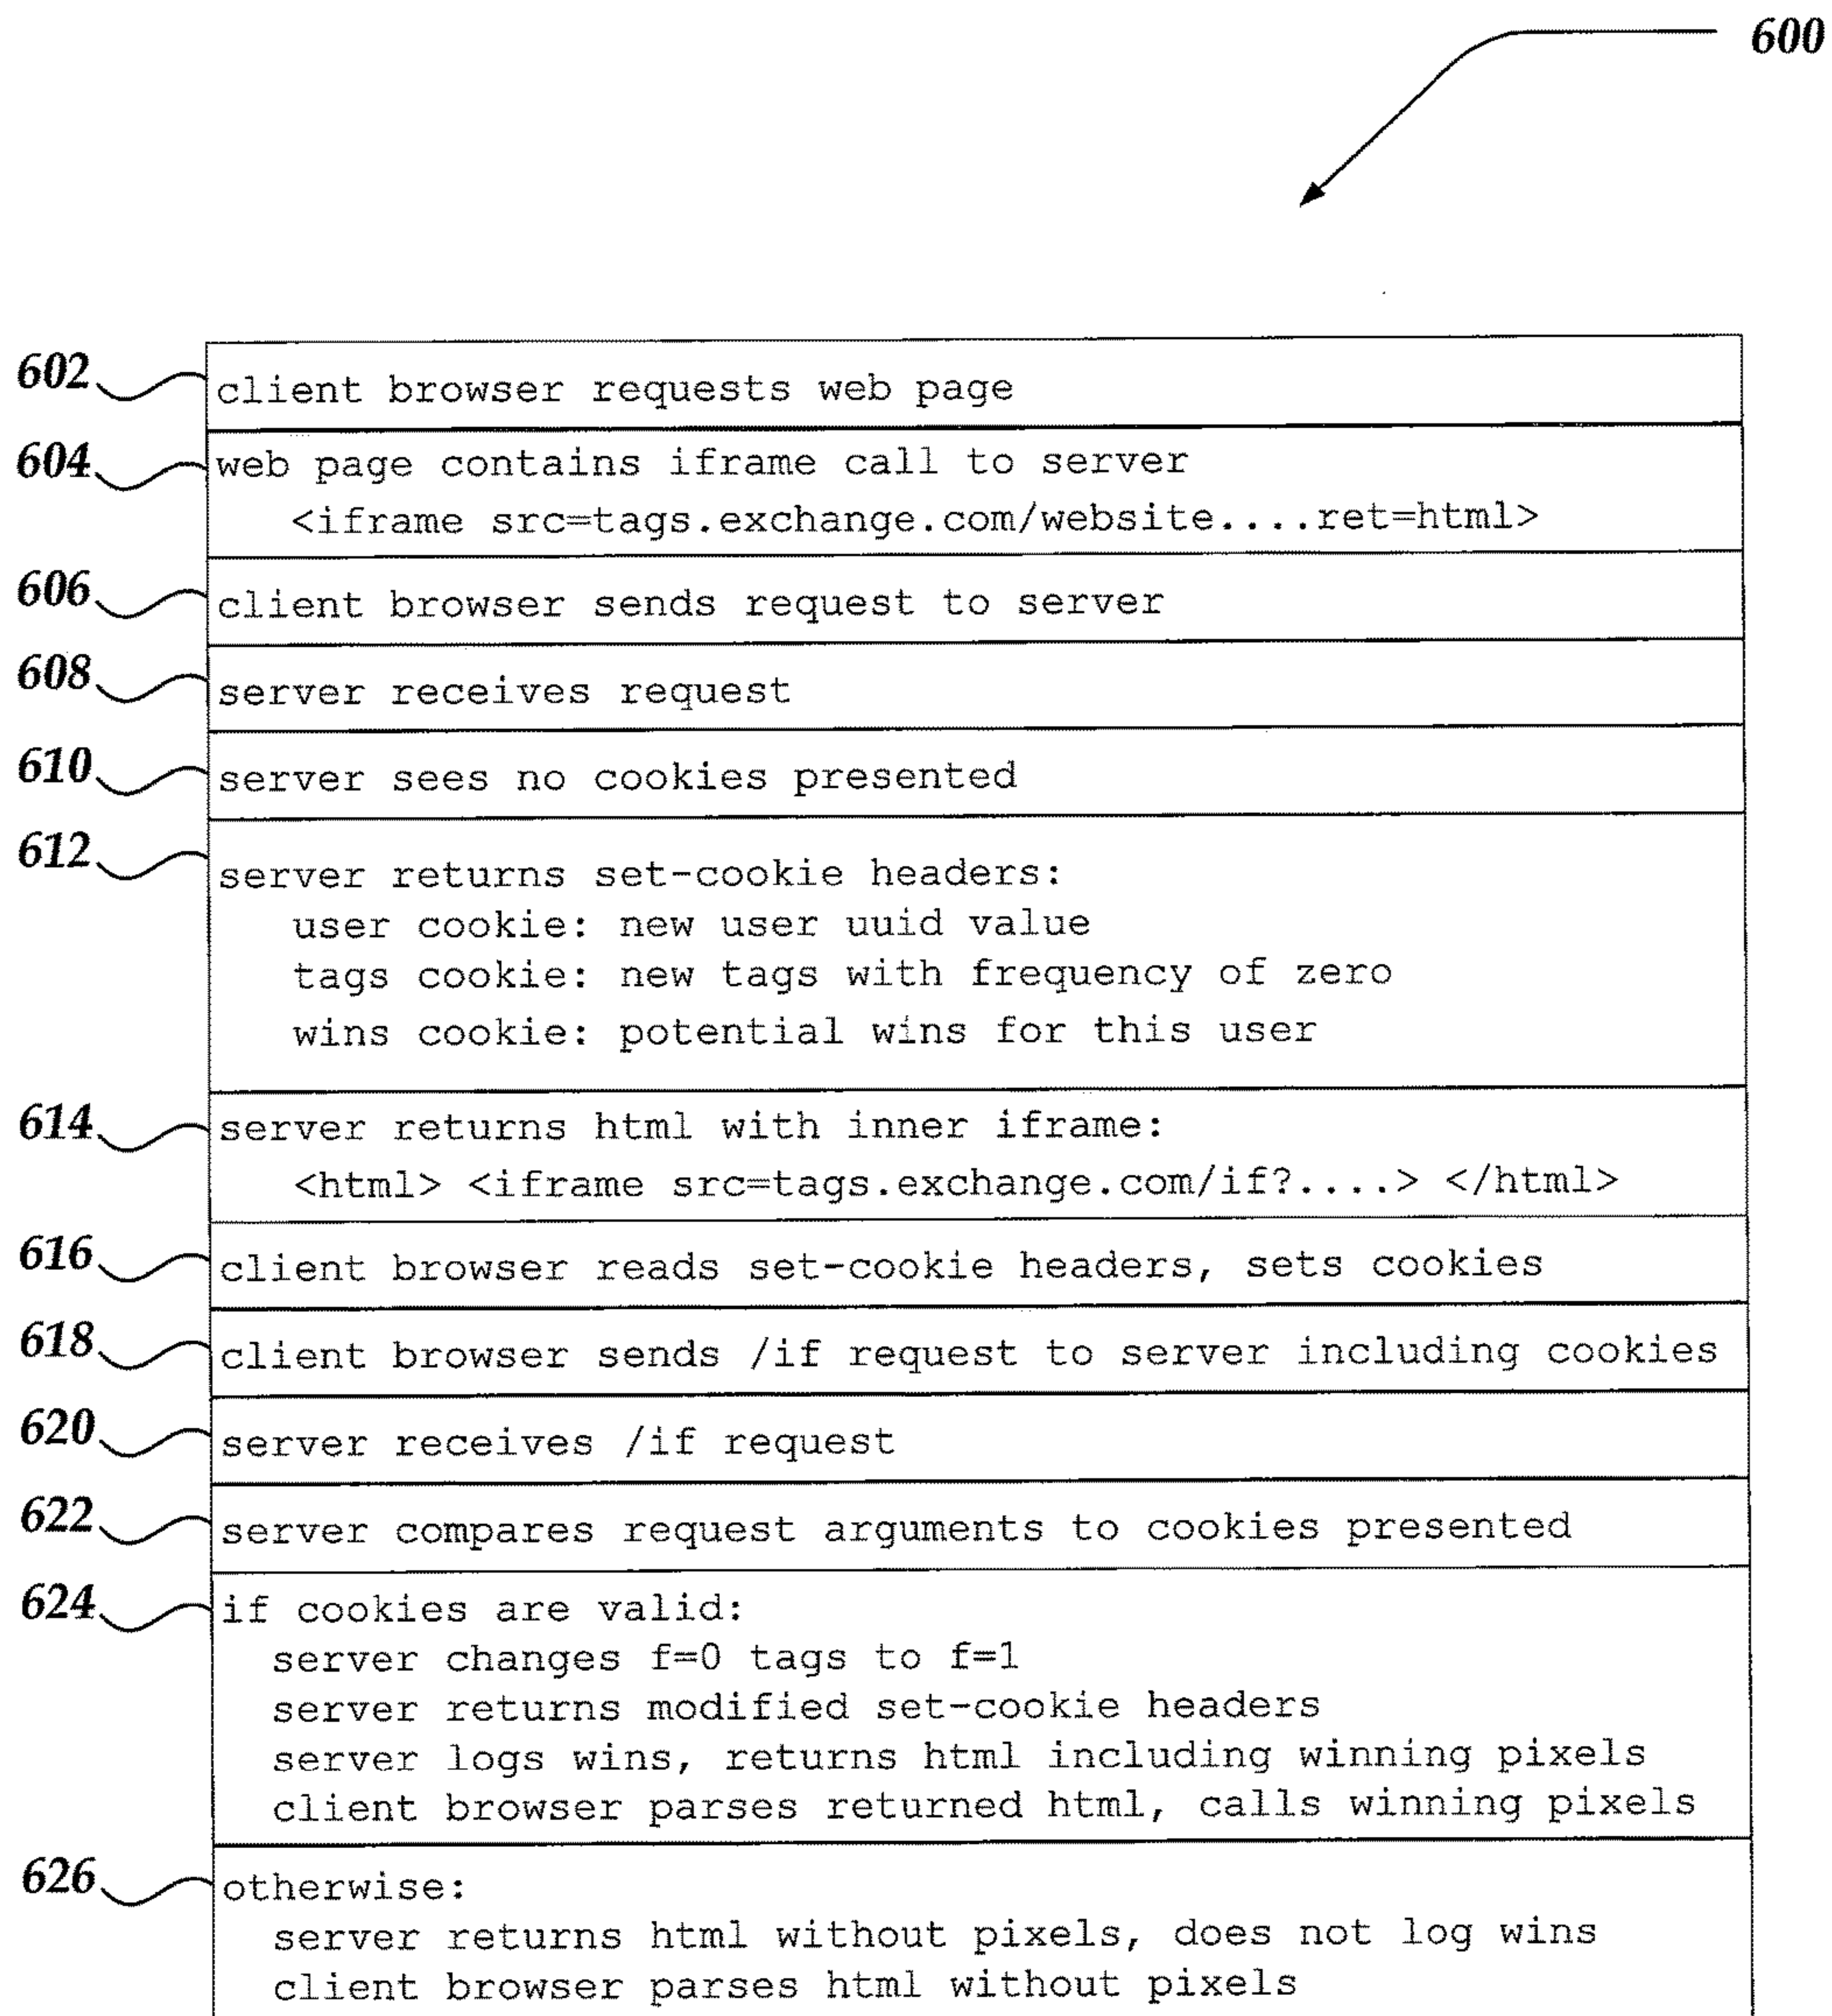 600
602 client browser requests web page
604 web page contains iframe call to server
<iframe src=tags.exchange.com/website....ret=html>
606 client browser sends request to server
608 server receives request
610 server sees no cookies presented
612 server returns set-cookie headers:
user cookie: new user uuid value
tags cookie: new tags with frequency of zero
wins cookie: potential wins for this user
614 server returns html with inner iframe:
<html> <iframe src=tags.exchange.com/if?....> </html>
616 client browser reads set-cookie headers, sets cookies
618 client browser sends /if request to server including cookies
620 server receives /if request
622 server compares request arguments to cookies presented
624 if cookies are valid:
server changes f=0 tags to f=1
server returns modified set-cookie headers
server logs wins, returns html including winning pixels
client browser parses returned html, calls winning pixels
626 otherwise:
server returns html without pixels, does not log wins
client browser parses html without pixels